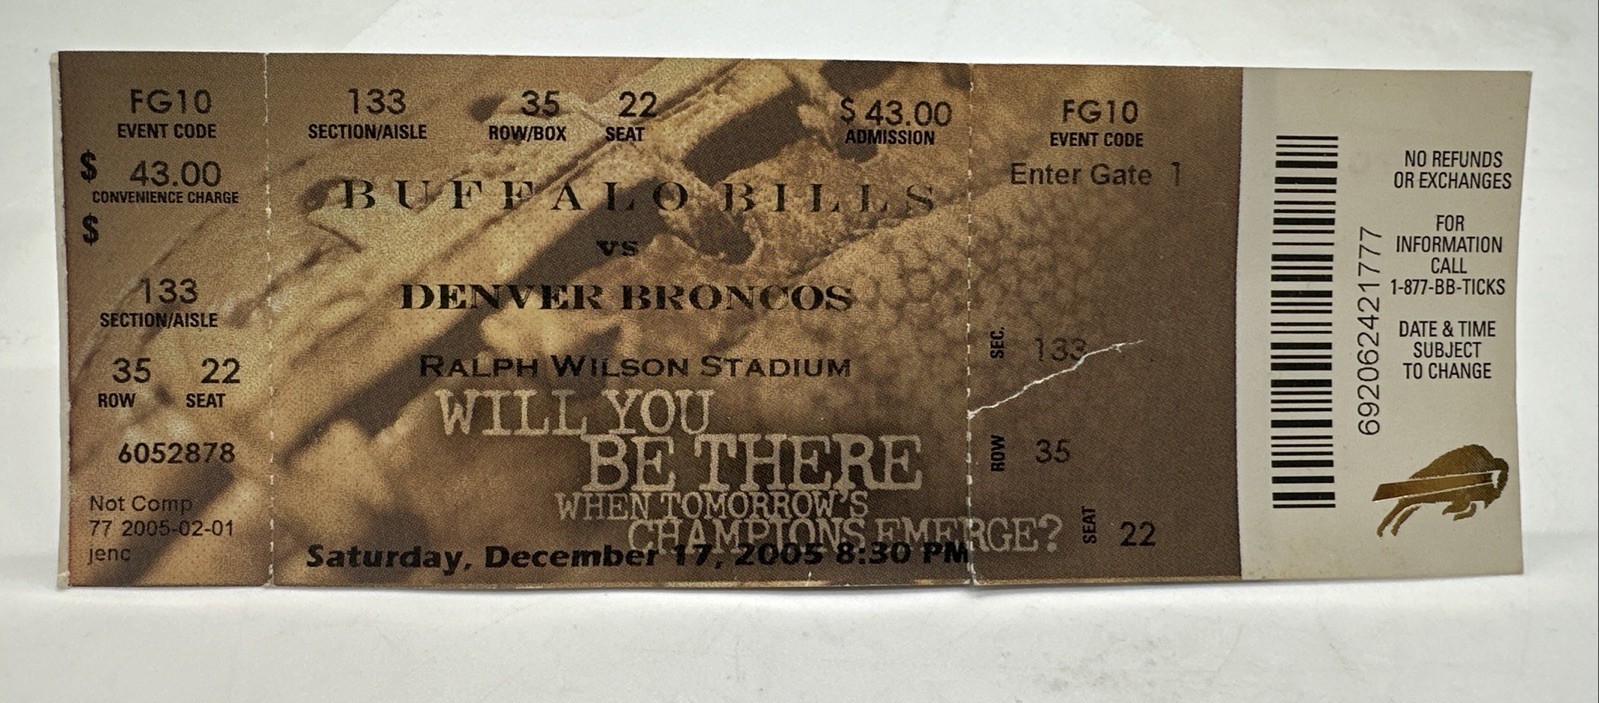 FG10
EVENT CODE
$ 43.00
CONVENIENCE CHARGE
$
133
SECTION/AISLE
35 22
ROW SEAT
6052878
Not Comp
77 2005-02-01
jenc
133 35 22 $ 43.00
SECTION/AISLE ROW/BOX SEAT ADMISSION
BUFFALO BILLS
vs
DENVER BRONCOS
RALPH WILSON STADIUM
WILL YOU
BE THERE
WHEN TOMORROW'S
CHAMPIONS EMERGE?
Saturday, December 17, 2005 8:30 PM
FG10
EVENT CODE
Enter Gate 1
SEC. 133
ROW 35
SEAT 22
692062421777
NO REFUNDS
OR EXCHANGES
FOR
INFORMATION
CALL
1-877-BB-TICKS
DATE & TIME
SUBJECT
TO CHANGE